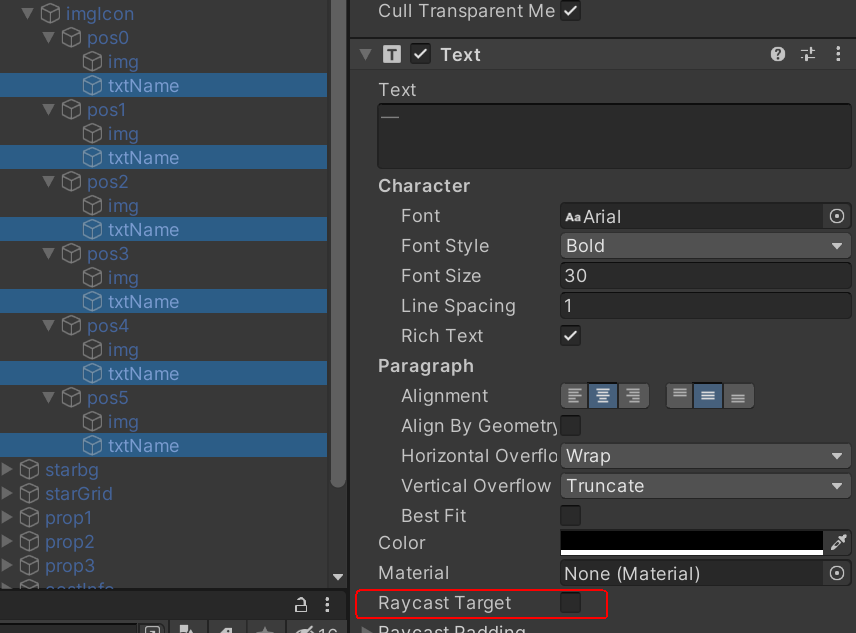 imgIcon
pos0
img
txtName
pos1
img
txtName
pos2
img
txtName
pos3
img
txtName
pos4
img
txtName
pos5
img
txtName
starbg
starGrid
prop1
prop2
prop3
Cull Transparent Me
T Text
Text
—
Character
Font Aa Arial
Font Style Bold
Font Size 30
Line Spacing 1
Rich Text
Paragraph
Alignment
Align By Geometry
Horizontal Overflo Wrap
Vertical Overflow Truncate
Best Fit
Color
Material None (Material)
Raycast Target
Raycast Padding